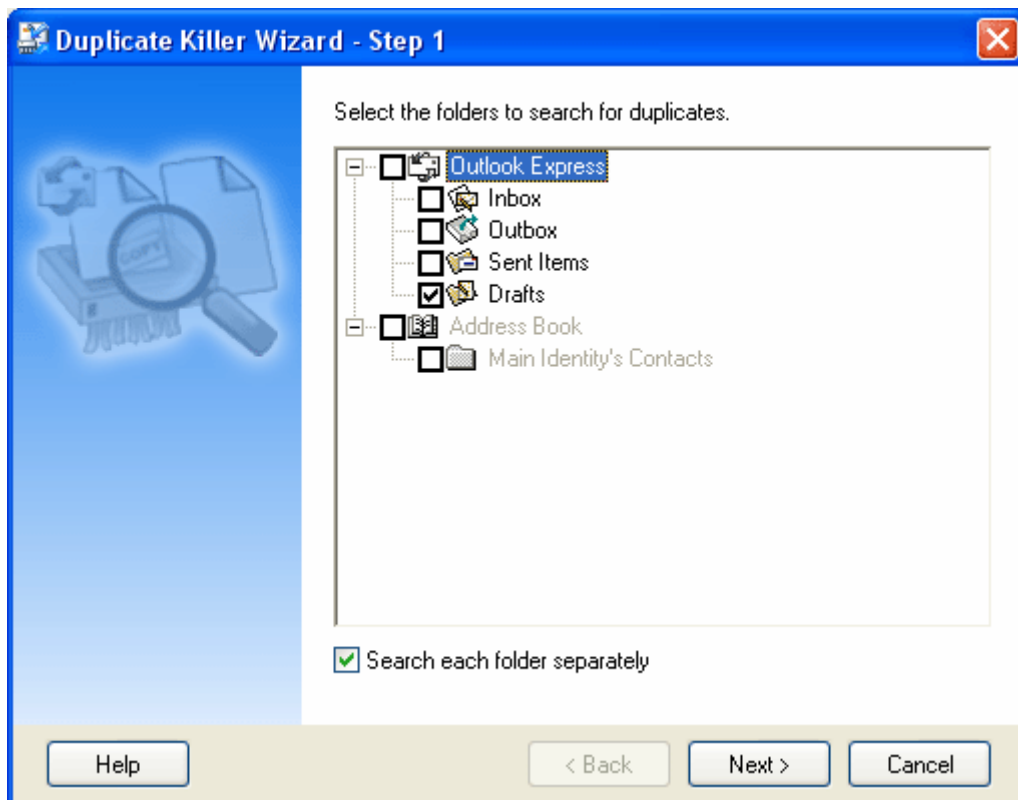 Duplicate Killer Wizard - Step 1
Select the folders to search for duplicates.
Outlook Express
Inbox
Outbox
Sent Items
Drafts
Address Book
Main Identity's Contacts
COPY
Search each folder separately
Help
< Back
Next >
Cancel